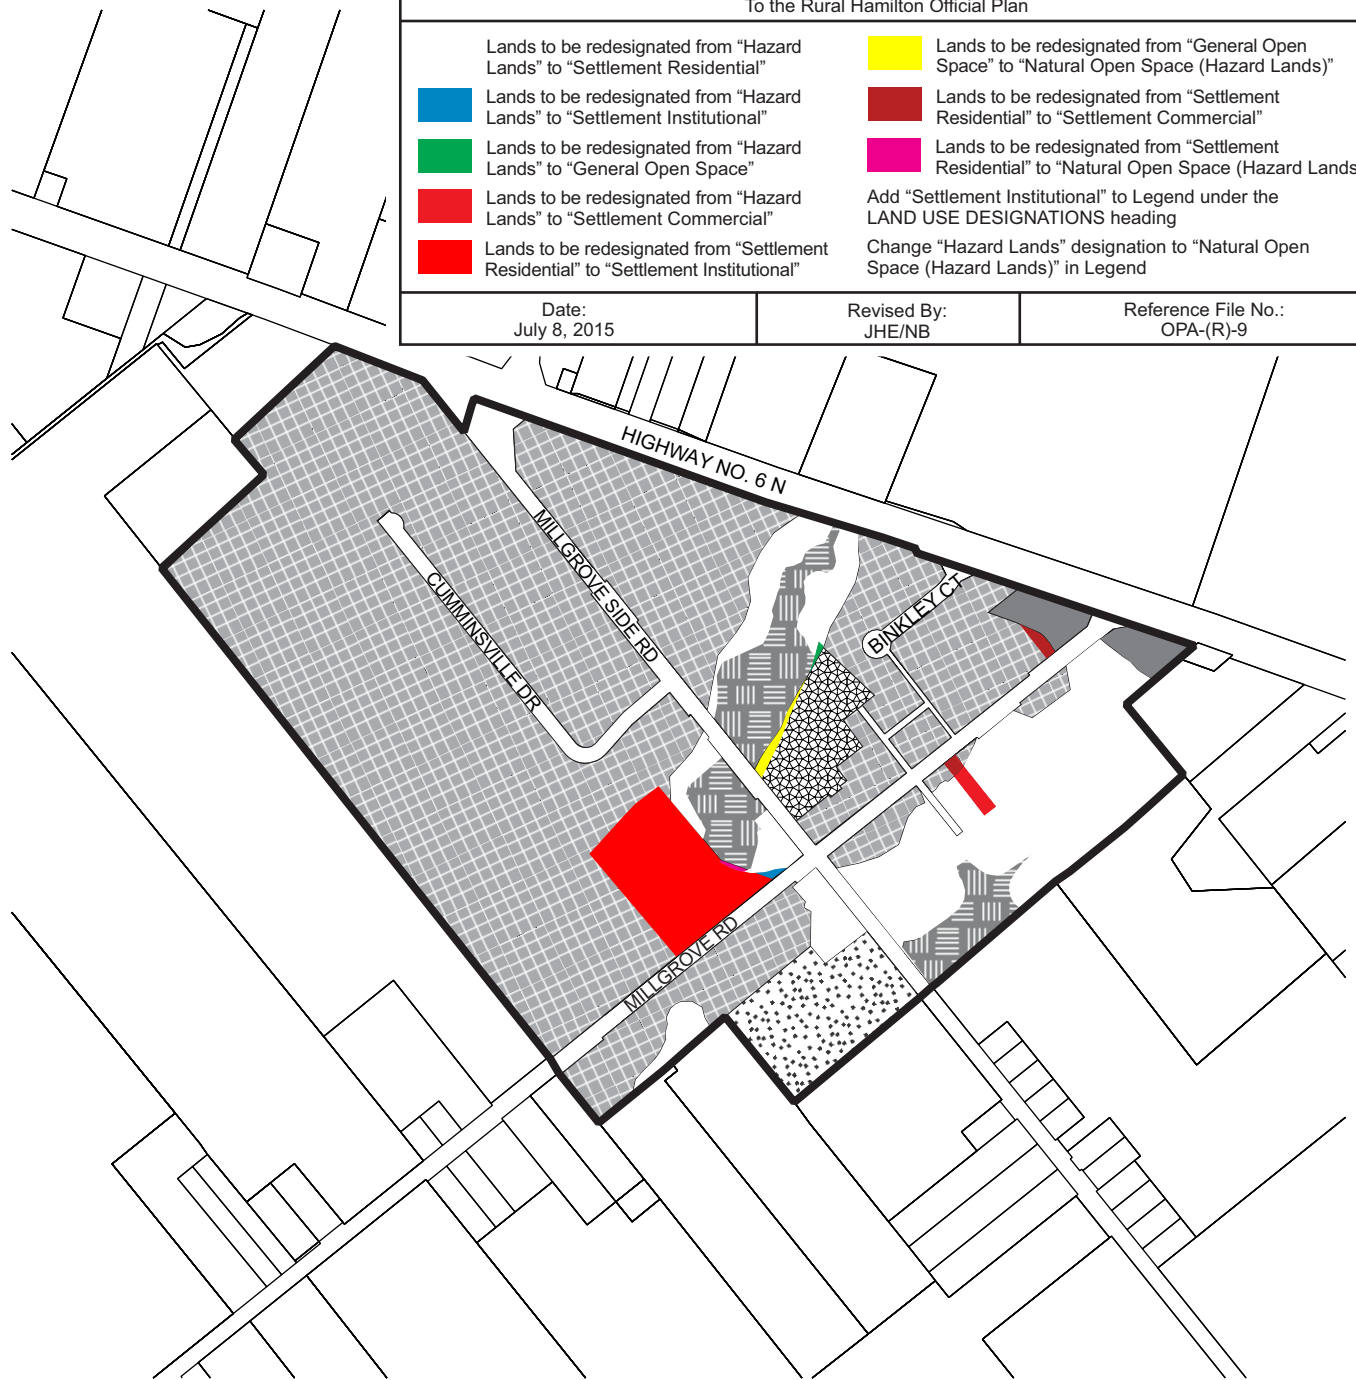 To the Rural Hamilton Official Plan
Lands to be redesignated from “Hazard
Lands” to “Settlement Residential”
Lands to be redesignated from “Hazard
Lands” to “Settlement Institutional”
Lands to be redesignated from “Hazard
Lands” to “General Open Space”
Lands to be redesignated from “Hazard
Lands” to “Settlement Commercial”
Lands to be redesignated from “Settlement
Residential” to “Settlement Institutional”
Lands to be redesignated from “General Open
Space” to “Natural Open Space (Hazard Lands)”
Lands to be redesignated from “Settlement
Residential” to “Settlement Commercial”
Lands to be redesignated from “Settlement
Residential” to “Natural Open Space (Hazard Lands
Add “Settlement Institutional” to Legend under the
LAND USE DESIGNATIONS heading
Change “Hazard Lands” designation to “Natural Open
Space (Hazard Lands)” in Legend
Date:
July 8, 2015
Revised By:
JHE/NB
Reference File No.:
OPA-(R)-9
HIGHWAY NO. 6 N
MILLGROVE SIDE RD
CUMMINSVILLE DR
BINKLEY CT
MILLGROVE RD